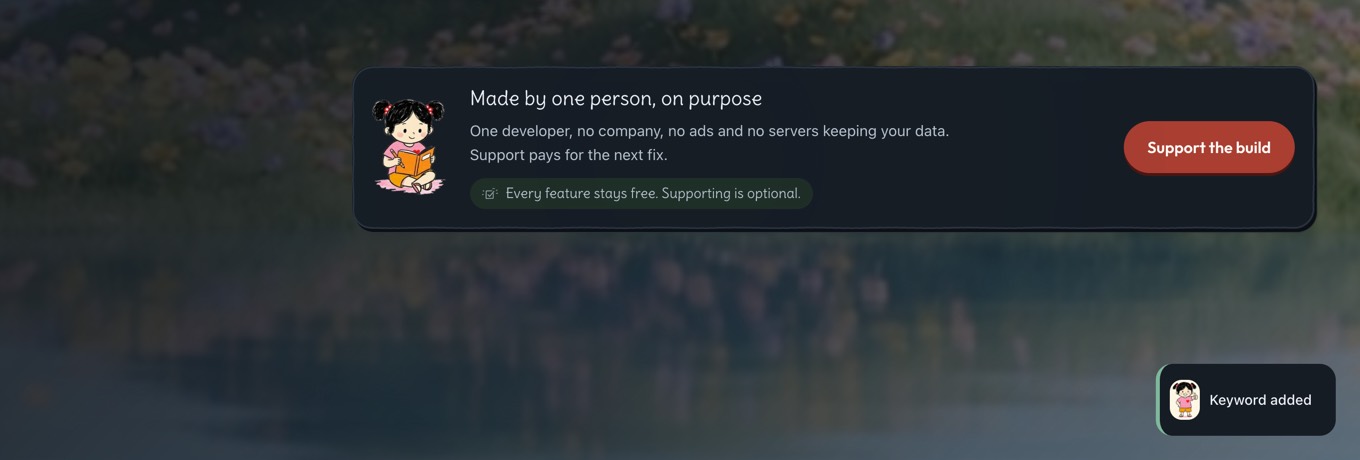 Made by one person, on purpose
One developer, no company, no ads and no servers keeping your data.
Support pays for the next fix.
Every feature stays free. Supporting is optional.
Support the build
Keyword added